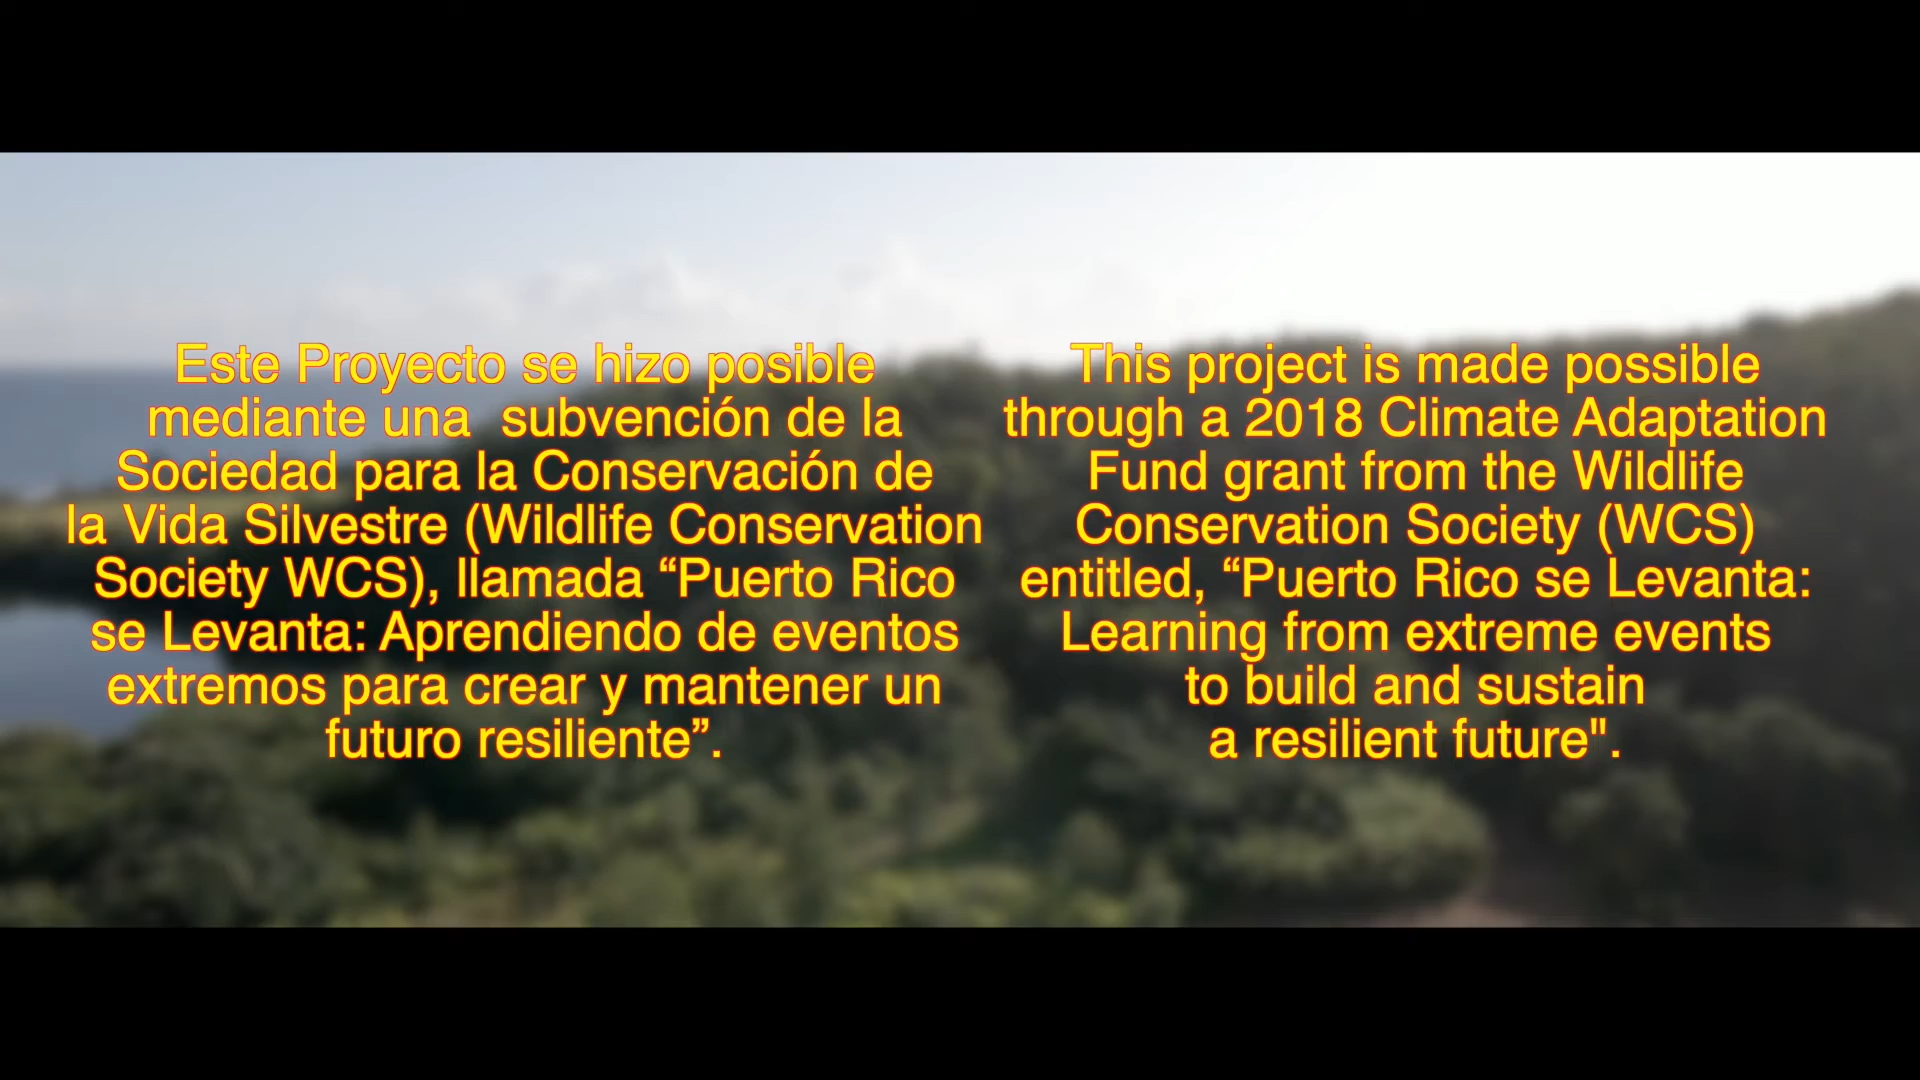 Este Proyecto se hizo posible
mediante una  subvención de la
Sociedad para la Conservación de
la Vida Silvestre (Wildlife Conservation
Society WCS), llamada “Puerto Rico
se Levanta: Aprendiendo de eventos
extremos para crear y mantener un
futuro resiliente”.
This project is made possible
through a 2018 Climate Adaptation
Fund grant from the Wildlife
Conservation Society (WCS)
entitled, “Puerto Rico se Levanta:
Learning from extreme events
to build and sustain
a resilient future".